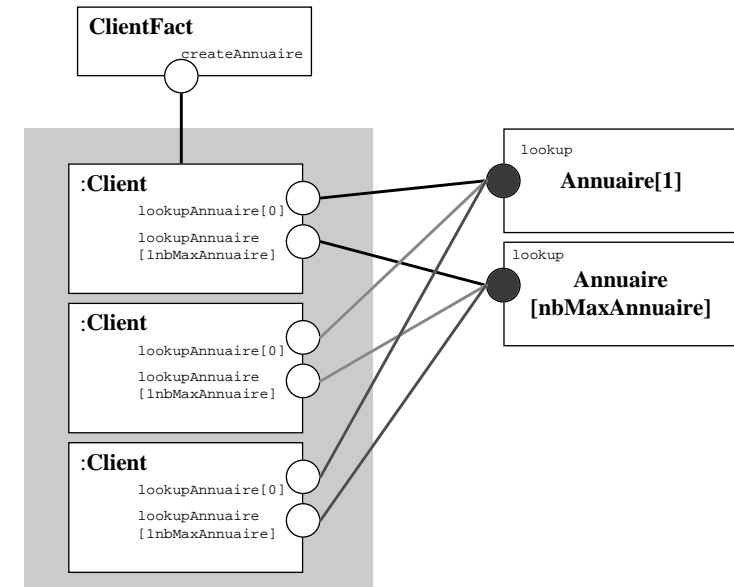 ClientFact
createAnnuaire
:Client
lookupAnnuaire[0]
lookupAnnuaire
[1nbMaxAnnuaire]
:Client
lookupAnnuaire[0]
lookupAnnuaire
[1nbMaxAnnuaire]
:Client
lookupAnnuaire[0]
lookupAnnuaire
[1nbMaxAnnuaire]
lookup
Annuaire[1]
lookup
Annuaire
[nbMaxAnnuaire]